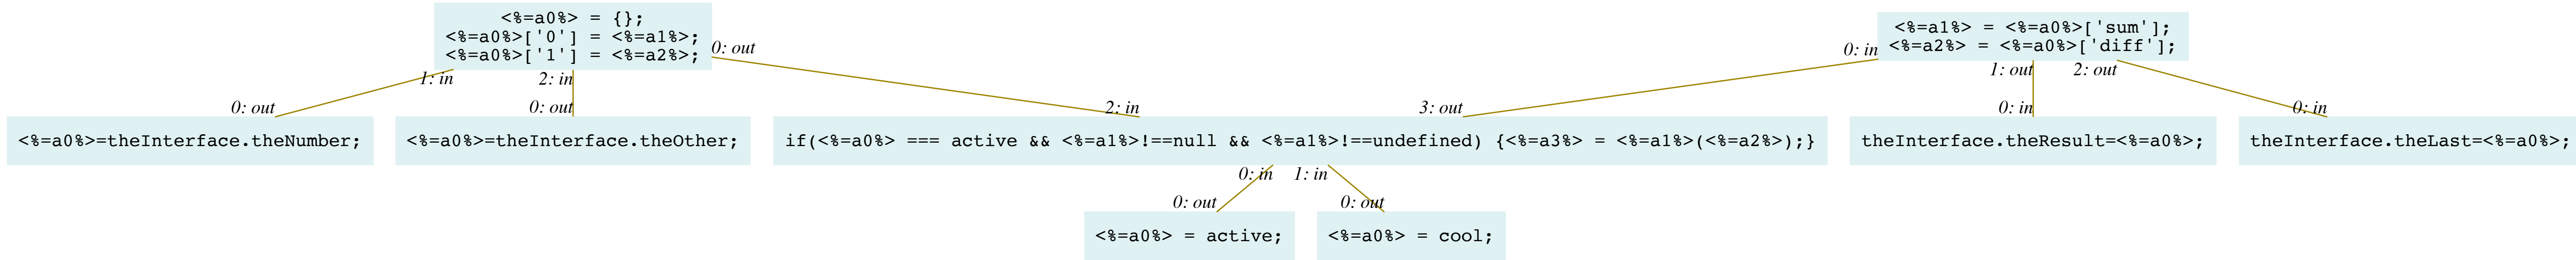 <%=a0%> = {};
<%=a0%>['0'] = <%=a1%>;
<%=a0%>['1'] = <%=a2%>;
0: out
<%=a1%> = <%=a0%>['sum'];
<%=a2%> = <%=a0%>['diff'];
0: in
1: in
2: in
1: out
2: out
0: out
0: out
2: in
3: out
0: in
0: in
<%=a0%>=theInterface.theNumber;
<%=a0%>=theInterface.theOther;
if(<%=a0%> === active && <%=a1%>!==null && <%=a1%>!==undefined) {<%=a3%> = <%=a1%>(<%=a2%>);}
theInterface.theResult=<%=a0%>;
theInterface.theLast=<%=a0%>;
0: in
1: in
0: out
0: out
<%=a0%> = active;
<%=a0%> = cool;